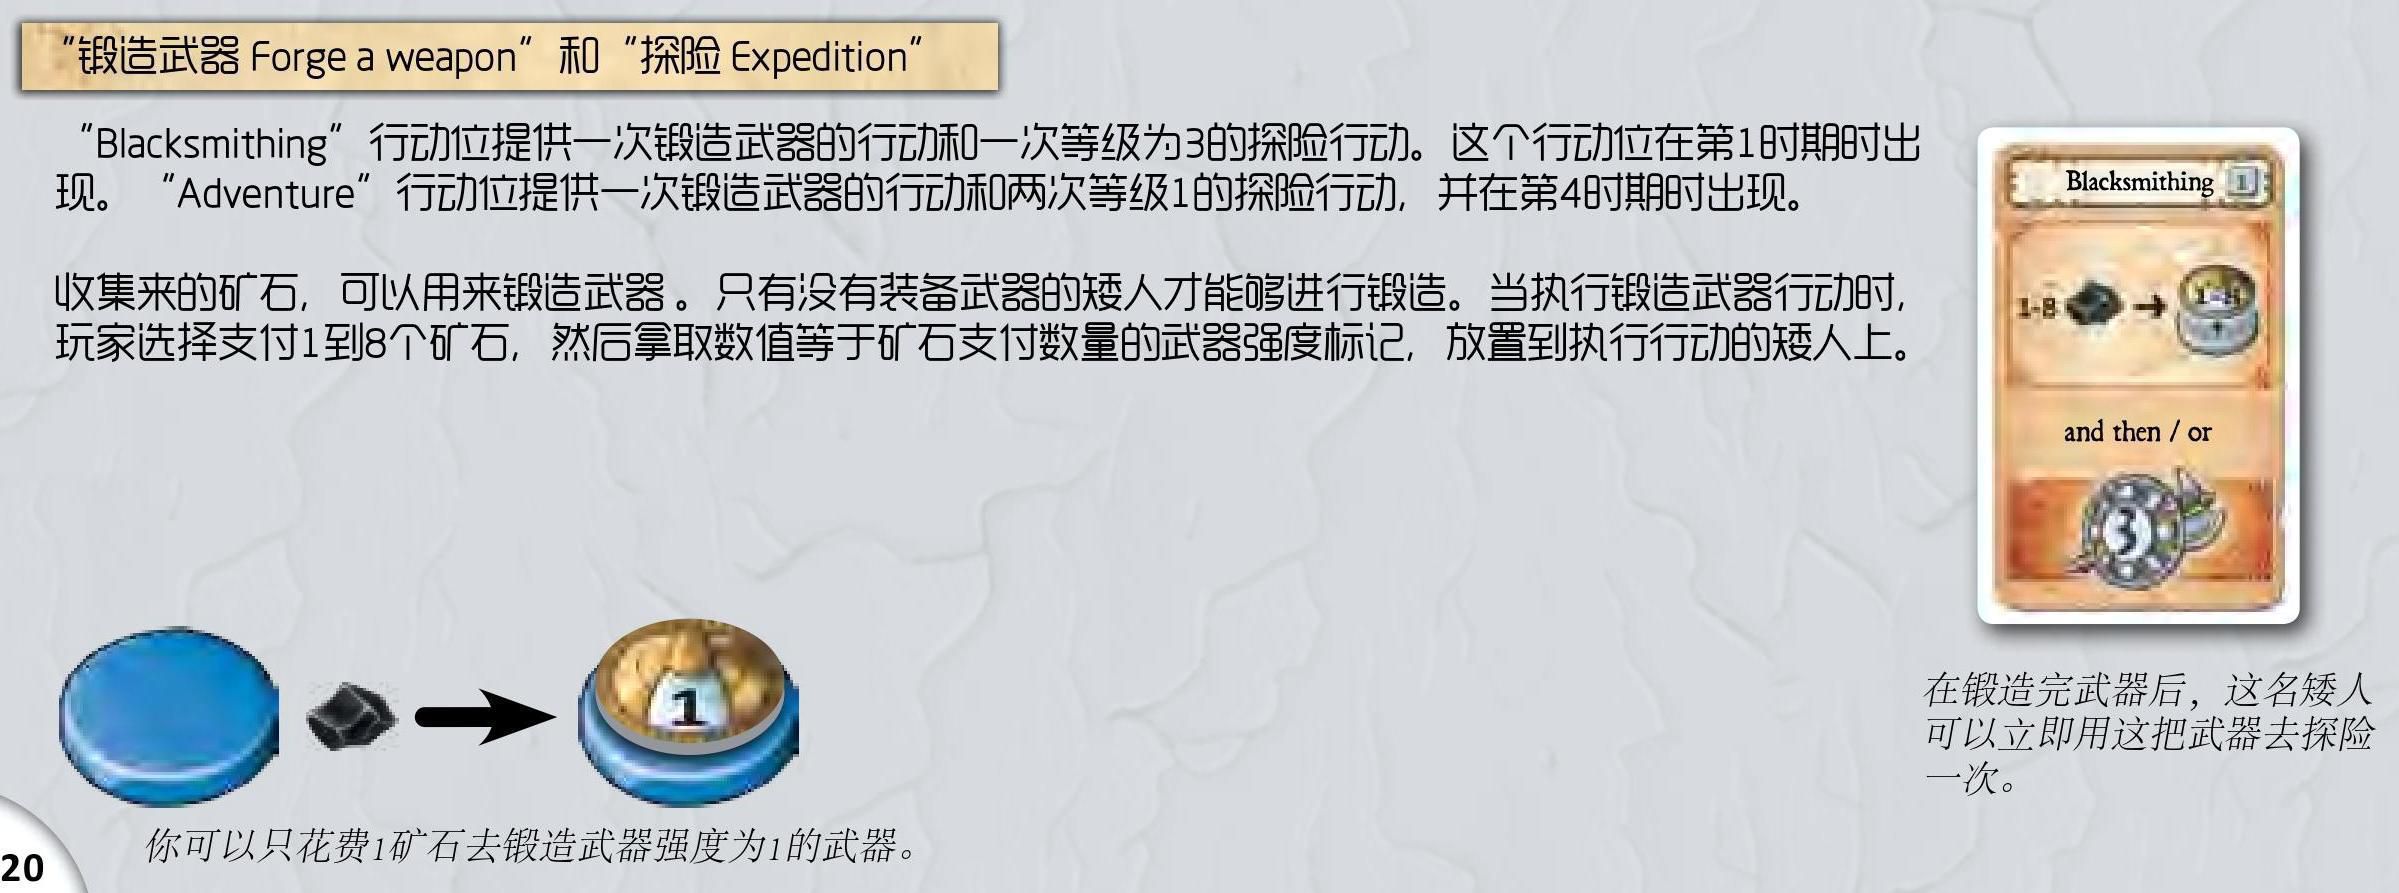 “锻造武器 Forge a weapon”和“探险 Expedition”
“Blacksmithing”行动位提供一次锻造武器的行动和一次等级为3的探险行动。这个行动位在第1时期时出
现。“Adventure”行动位提供一次锻造武器的行动和两次等级1的探险行动，并在第4时期时出现。
收集来的矿石，可以用来锻造武器。只有没有装备武器的矮人才能够进行锻造。当执行锻造武器行动时，
玩家选择支付1到8个矿石，然后拿取数值等于矿石支付数量的武器强度标记，放置到执行行动的矮人上。
Blacksmithing 1
1-8
and then / or
3
在锻造完武器后，这名矮人
可以立即用这把武器去探险
一次。
1
你可以只花费1矿石去锻造武器强度为1的武器。
20